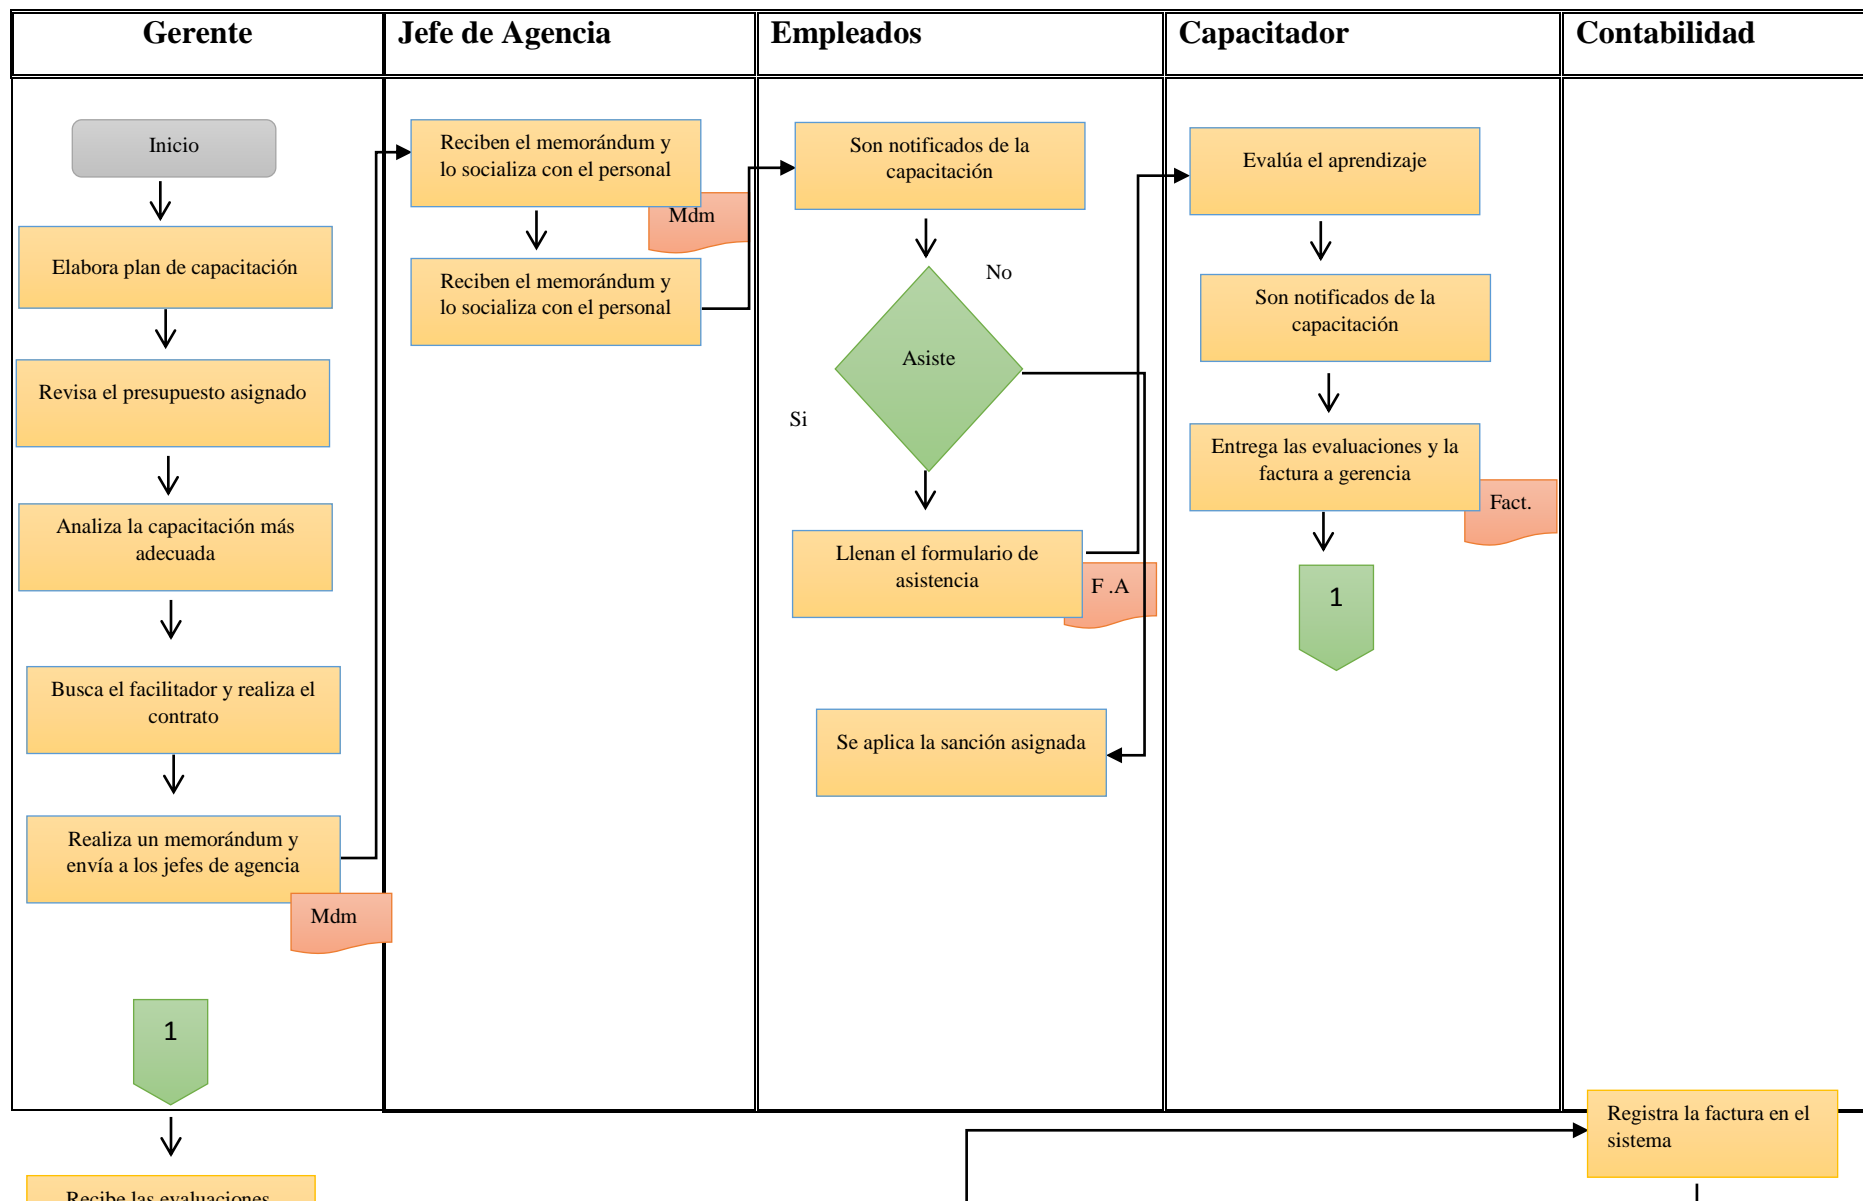 Gerente
Jefe de Agencia
Empleados
Capacitador
Contabilidad
Inicio
Elabora plan de capacitación
Revisa el presupuesto asignado
Analiza la capacitación más
adecuada
Busca el facilitador y realiza el
contrato
Realiza un memorándum y
envía a los jefes de agencia
Mdm
1
Recibe las evaluaciones
Reciben el memorándum y
lo socializa con el personal
Mdm
Reciben el memorándum y
lo socializa con el personal
Son notificados de la
capacitación
No
Asiste
Si
Llenan el formulario de
asistencia
F .A
Se aplica la sanción asignada
Evalúa el aprendizaje
Son notificados de la
capacitación
Entrega las evaluaciones y la
factura a gerencia
Fact.
1
Registra la factura en el
sistema